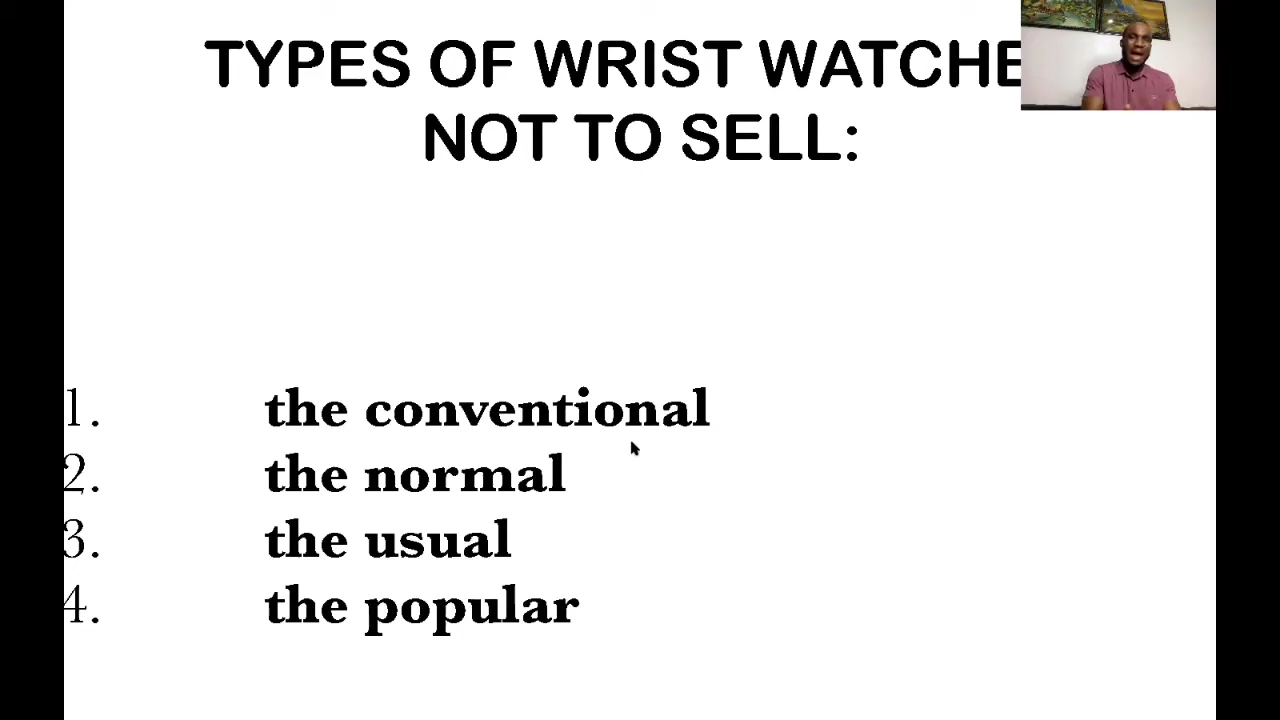 TYPES OF WRIST WATCHE
NOT TO SELL:
1. the conventional
2. the normal
3. the usual
4. the popular